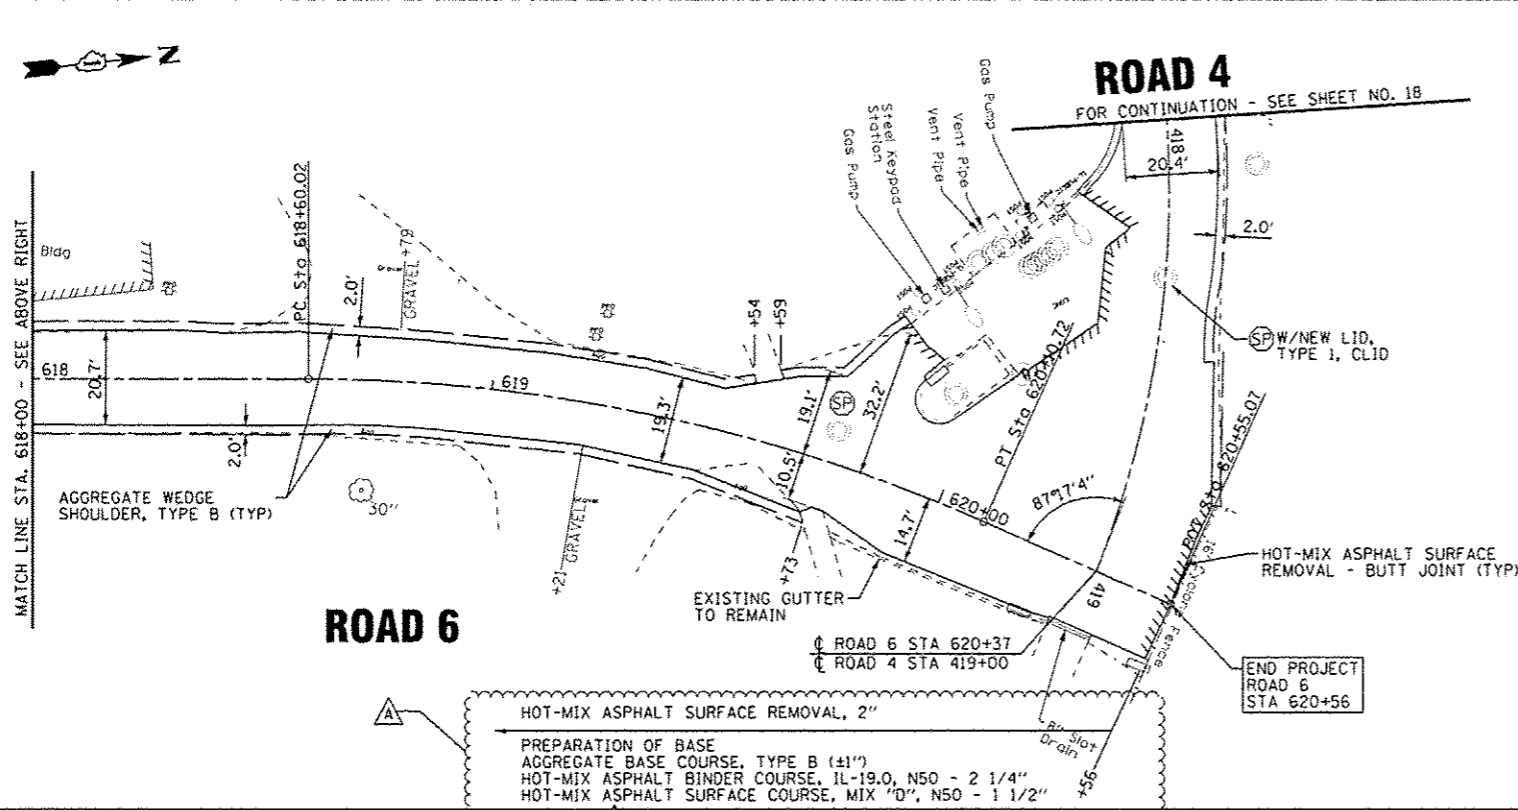 N
ROAD 4
FOR CONTINUATION - SEE SHEET NO. 18
418
20.4'
2.0'
Gas Pump
Vent Pipe
Vent Pipe
Steel Keypad
Station
Gas Pump
MATCH LINE STA. 618+00 - SEE ABOVE RIGHT
Bldg
PC Sta 618+60.02
2.0'
GRAVEL +79
618
20.7'
619
2.0'
19.3'
+54
+59
19.1'
SP
32.2'
10.5'
PT Sta 620+10.72
SP W/NEW LID,
TYPE 1, CLID
AGGREGATE WEDGE
SHOULDER, TYPE B (TYP)
30"
+21 GRAVEL
+73
14.7'
620+00
87°17'4"
419
HOT-MIX ASPHALT SURFACE
REMOVAL - BUTT JOINT (TYP)
Fence
EXISTING GUTTER
TO REMAIN
ROAD 6
℄ ROAD 6 STA 620+37
℄ ROAD 4 STA 419+00
END PROJECT
ROAD 6
STA 620+56
8" Slot
Drain
+56
A
HOT-MIX ASPHALT SURFACE REMOVAL, 2"
PREPARATION OF BASE
AGGREGATE BASE COURSE, TYPE B (±1")
HOT-MIX ASPHALT BINDER COURSE, IL-19.0, N50 - 2 1/4"
HOT-MIX ASPHALT SURFACE COURSE, MIX "D", N50 - 1 1/2"